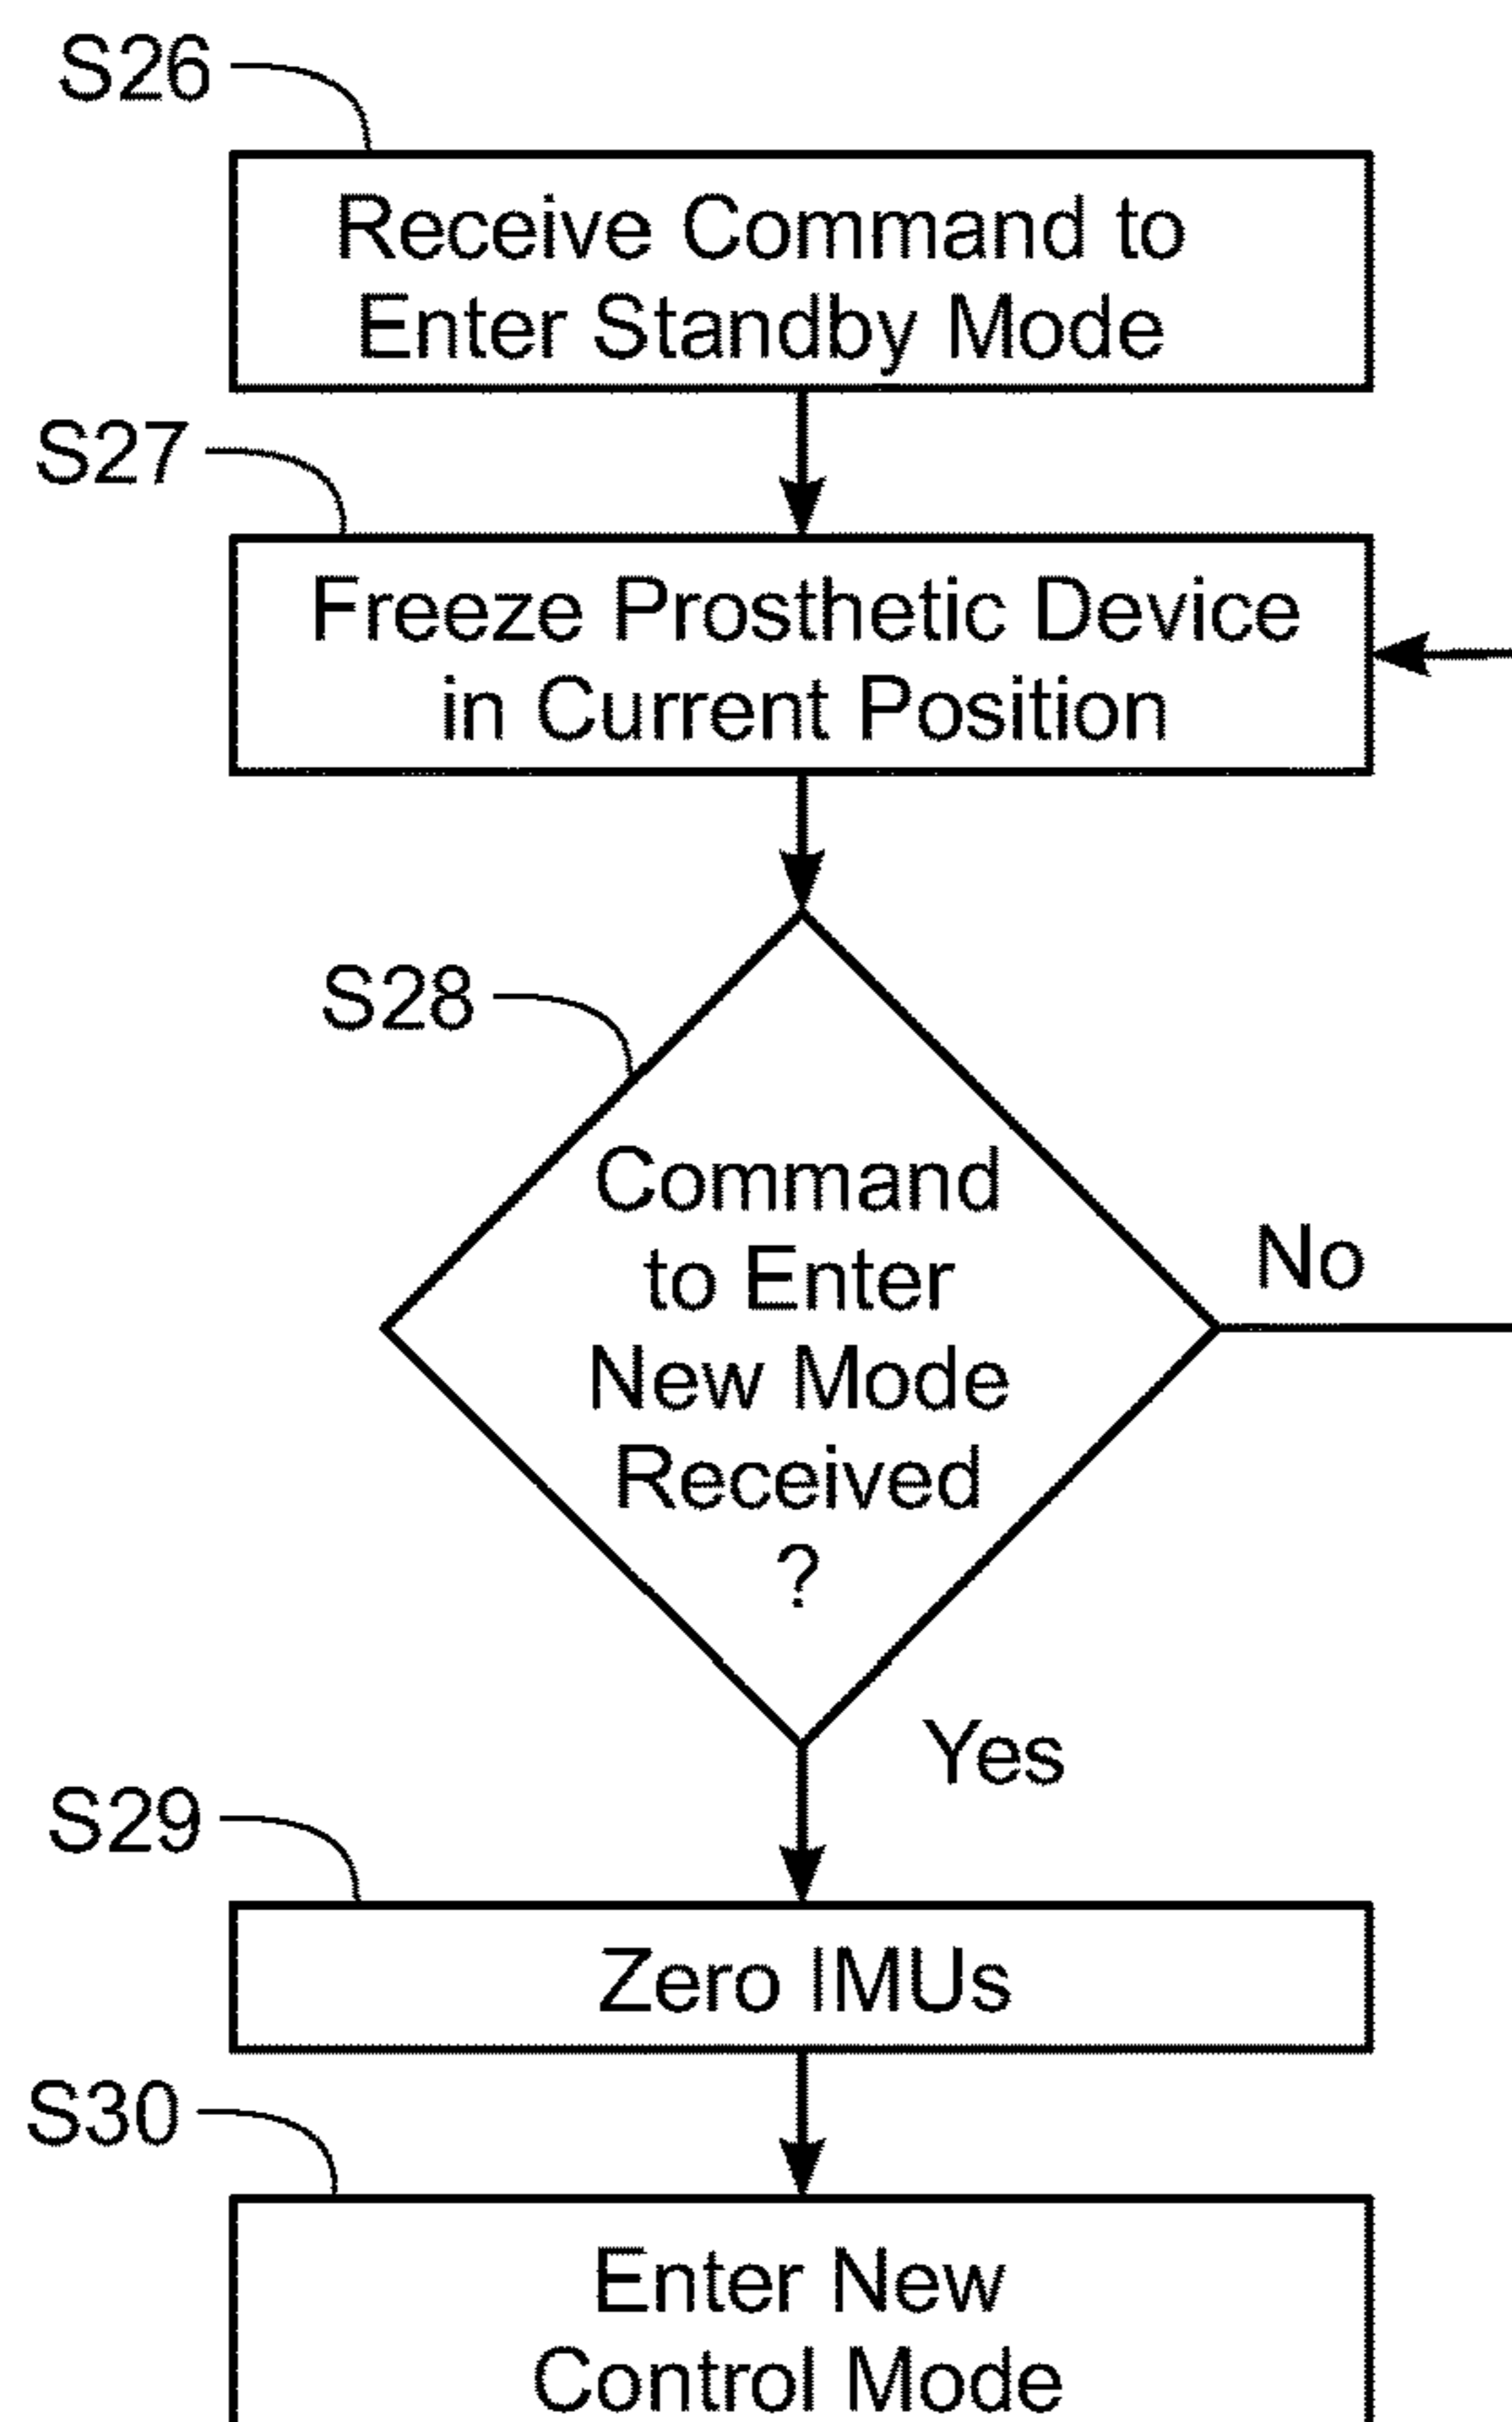 S26
Receive Command to
Enter Standby Mode
S27
Freeze Prosthetic Device
in Current Position
S28
Command
to Enter
New Mode
Received
?
No
Yes
S29
Zero IMUs
S30
Enter New
Control Mode